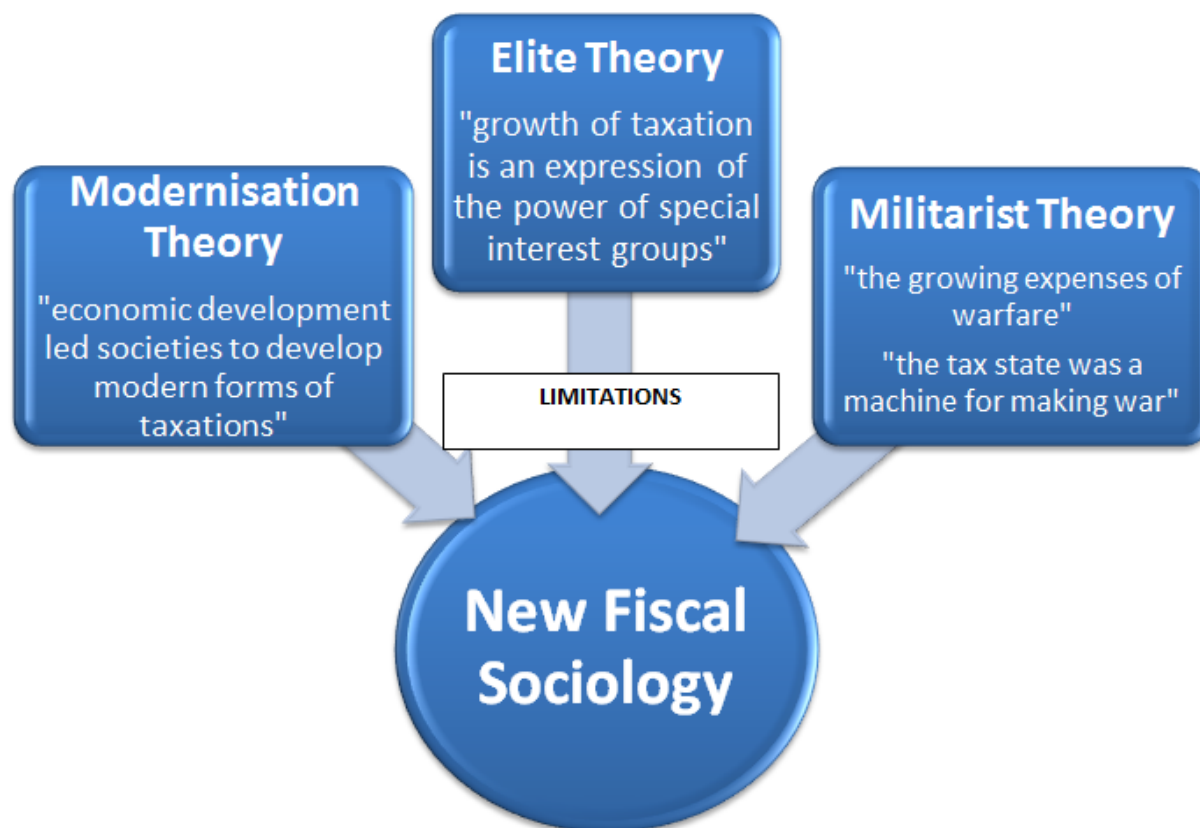 Elite Theory
"growth of taxation
is an expression of
the power of special
interest groups"
Modernisation
Theory
"economic development
led societies to develop
modern forms of
taxations"
Militarist Theory
"the growing expenses of
warfare"
"the tax state was a
machine for making war"
LIMITATIONS
New Fiscal
Sociology